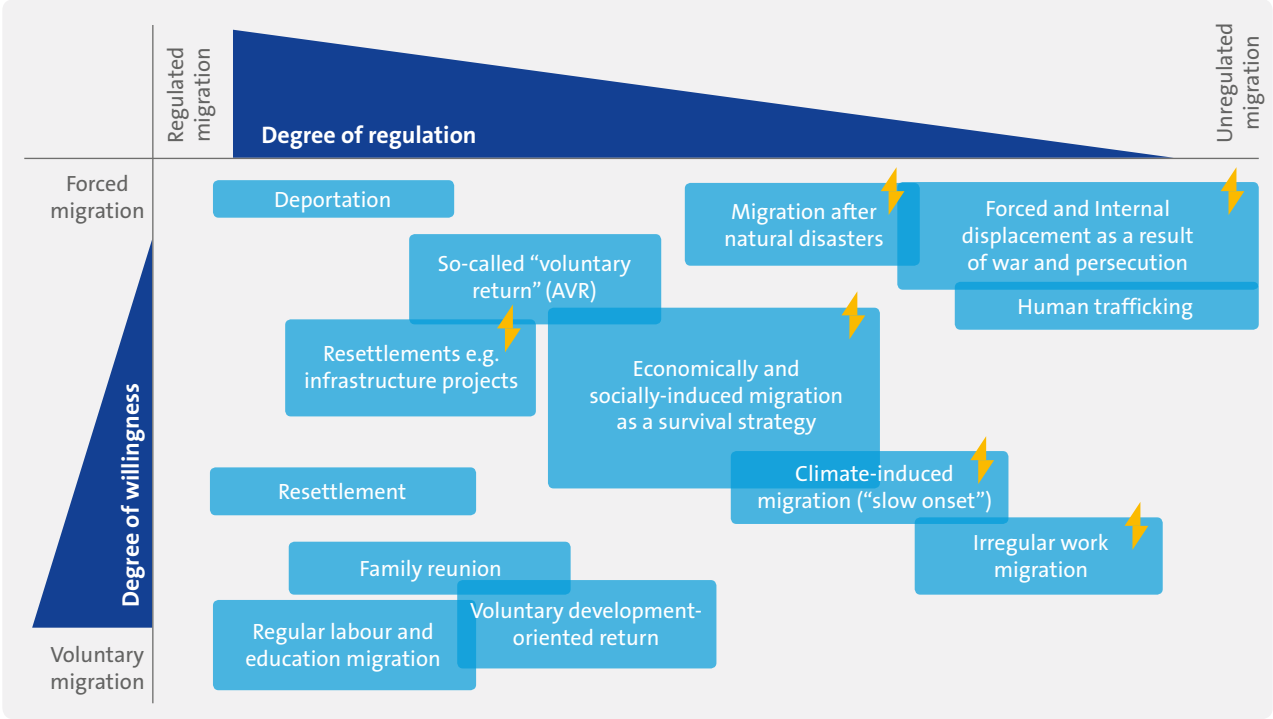 Regulated
migration
Degree of regulation
Unregulated
migration
Forced
migration
Degree of willingness
Voluntary
migration
Deportation
Migration after
natural disasters
Forced and Internal
displacement as a result
of war and persecution
So-called “voluntary
return” (AVR)
Human trafficking
Resettlements e.g.
infrastructure projects
Economically and
socially-induced migration
as a survival strategy
Resettlement
Climate-induced
migration (“slow onset”)
Irregular work
migration
Family reunion
Voluntary development-
oriented return
Regular labour and
education migration